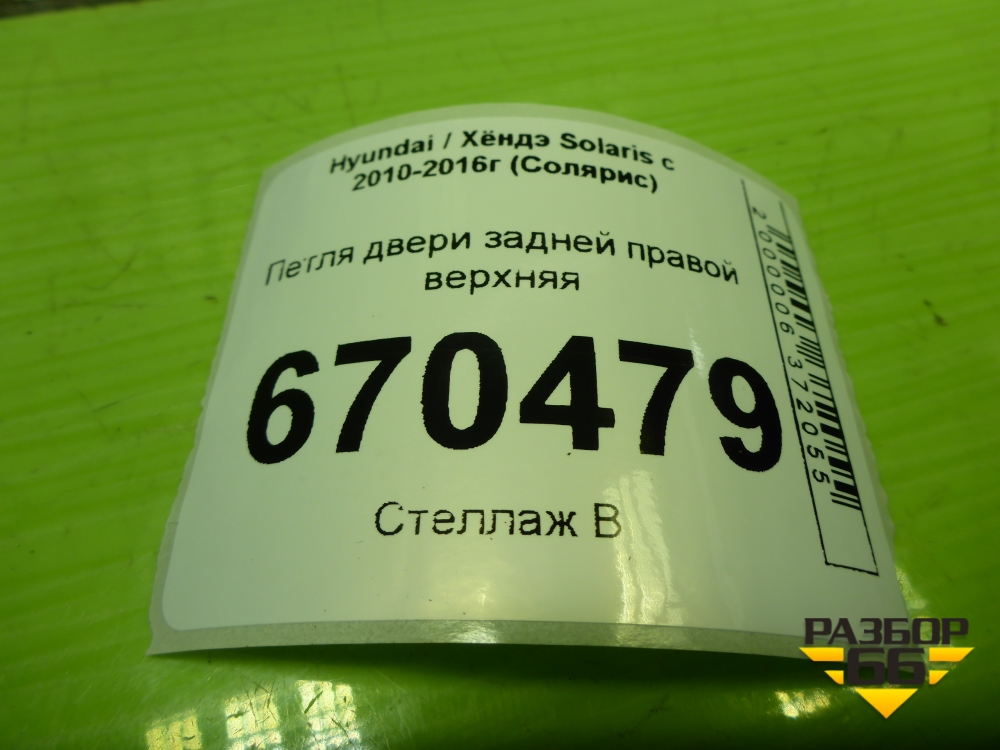 Hyundai / Хёндэ Solaris с
2010-2016г (Солярис)
Петля двери задней правой
верхняя
670479
Стеллаж В
2000006372055
РАЗБОР
66